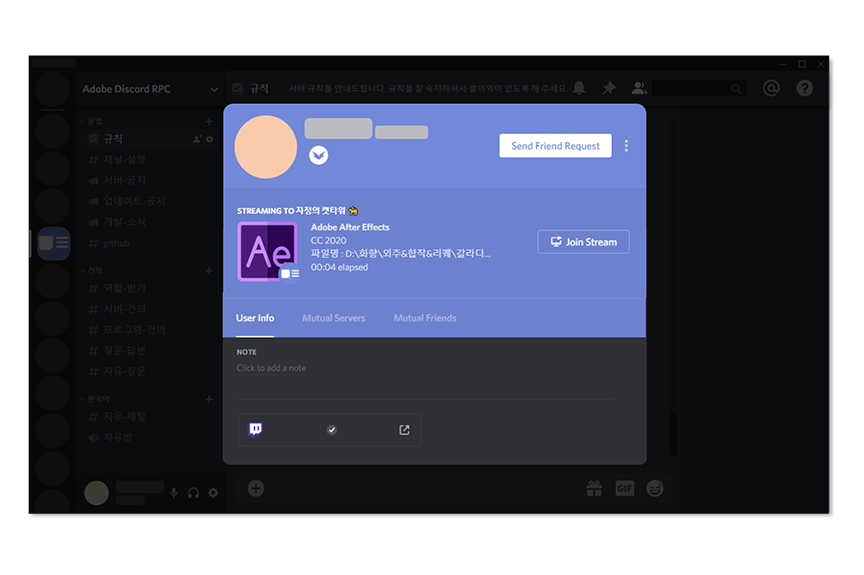 Adobe Discord RPC
규칙
서버 규칙을 안내드립니다. 규칙을 잘 숙지하셔서 불이익이 없도록 해 주세요.
운영
규칙
채널-설명
서버-공지
업데이트-공지
개발-소식
github
건의
역할-받기
서버-건의
프로그램-건의
질문-답변
자유-질문
한국어
자유-채팅
자유방
Send Friend Request
STREAMING TO 자정의 캣타워
Ae
Adobe After Effects
CC 2020
파일명 : D:\화향\외주&합작&리퀘\갈라디...
00:04 elapsed
Join Stream
User Info
Mutual Servers
Mutual Friends
NOTE
Click to add a note
GIF